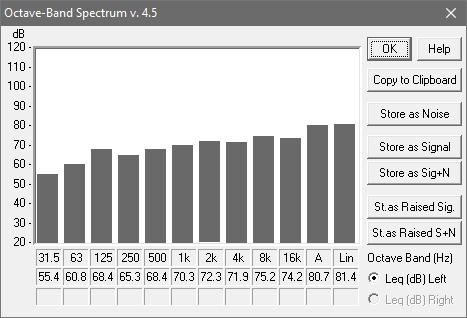 Octave-Band Spectrum v. 4.5
dB
120
110
100
90
80
70
60
50
40
30
20
31.5 63 125 250 500 1k 2k 4k 8k 16k A Lin
55.4 60.8 68.4 65.3 68.4 70.3 72.3 71.9 75.2 74.2 80.7 81.4
OK Help
Copy to Clipboard
Store as Noise
Store as Signal
Store as Sig+N
St.as Raised Sig.
St.as Raised S+N
Octave Band (Hz)
Leq (dB) Left
Leq (dB) Right